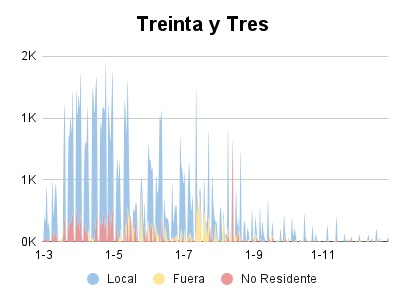 Treinta y Tres
2K
1K
1K
0K
1-3 1-5 1-7 1-9 1-11
Local Fuera No Residente